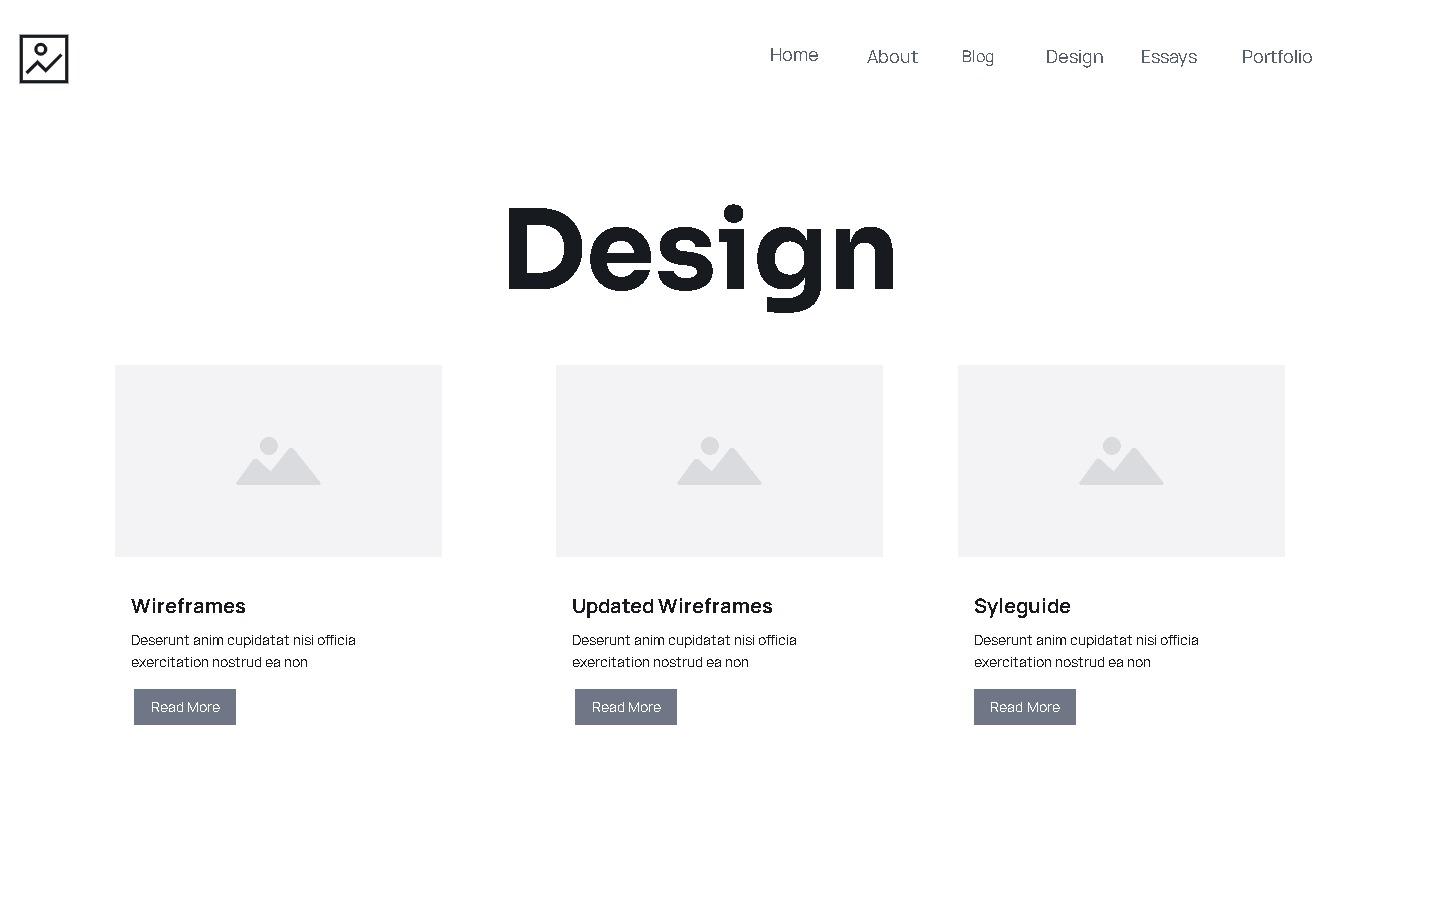 Home About Blog Design Essays Portfolio
Design
Wireframes
Deserunt anim cupidatat nisi officia
exercitation nostrud ea non
Read More
Updated Wireframes
Deserunt anim cupidatat nisi officia
exercitation nostrud ea non
Read More
Syleguide
Deserunt anim cupidatat nisi officia
exercitation nostrud ea non
Read More